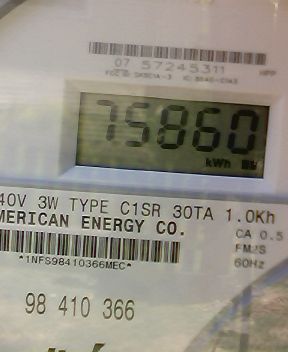 07 57245311
75860
kWh
40V 3W TYPE C1SR 30TA 1.0Kh
MERICAN ENERGY CO.
CA 0.5
FM2S
60Hz
*1NFS98410366MEC*
98 410 366